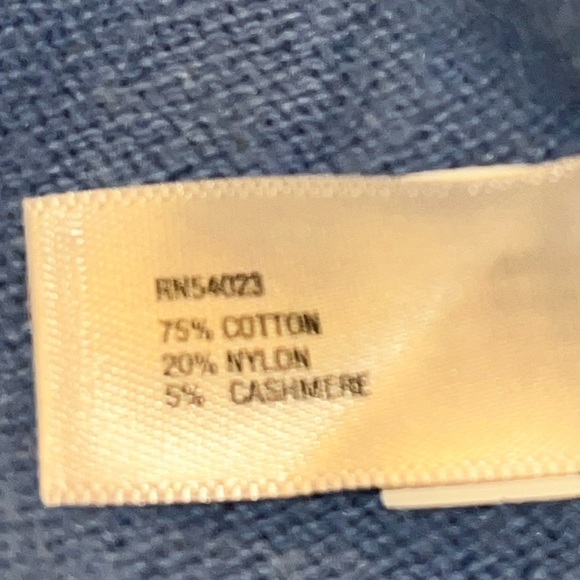 RN54023
75% COTTON
20% NYLON
5% CASHMERE